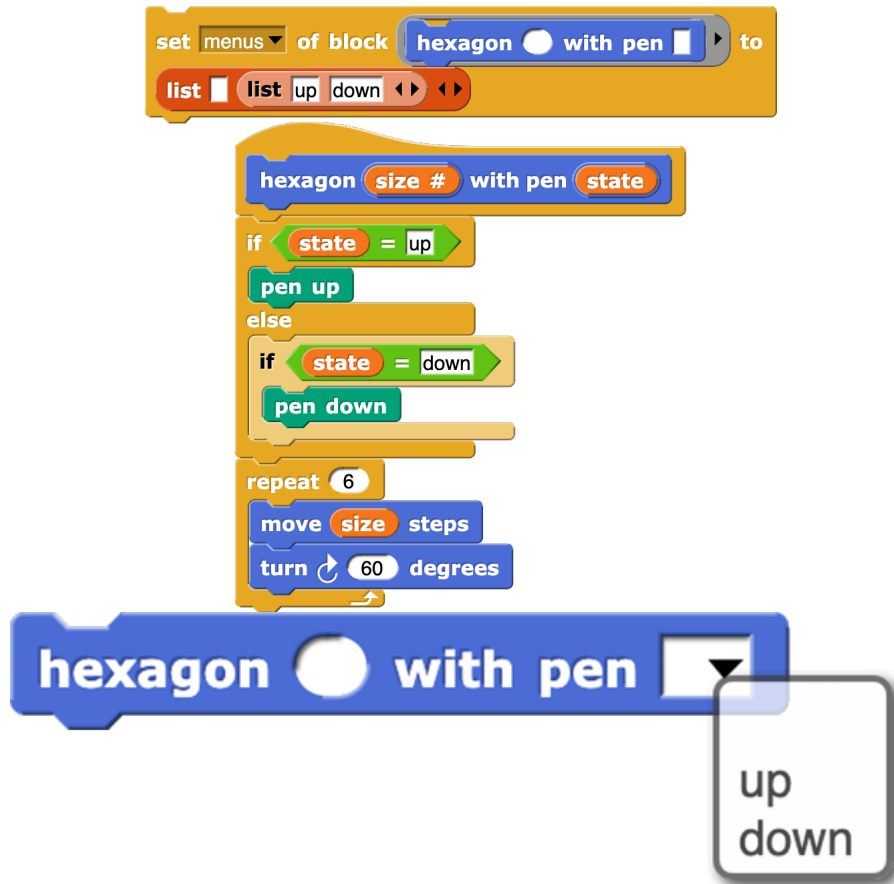 set menus of block hexagon with pen to
list list up down
hexagon size # with pen state
if state = up
pen up
else
if state = down
pen down
repeat 6
move size steps
turn 60 degrees
hexagon with pen
up
down